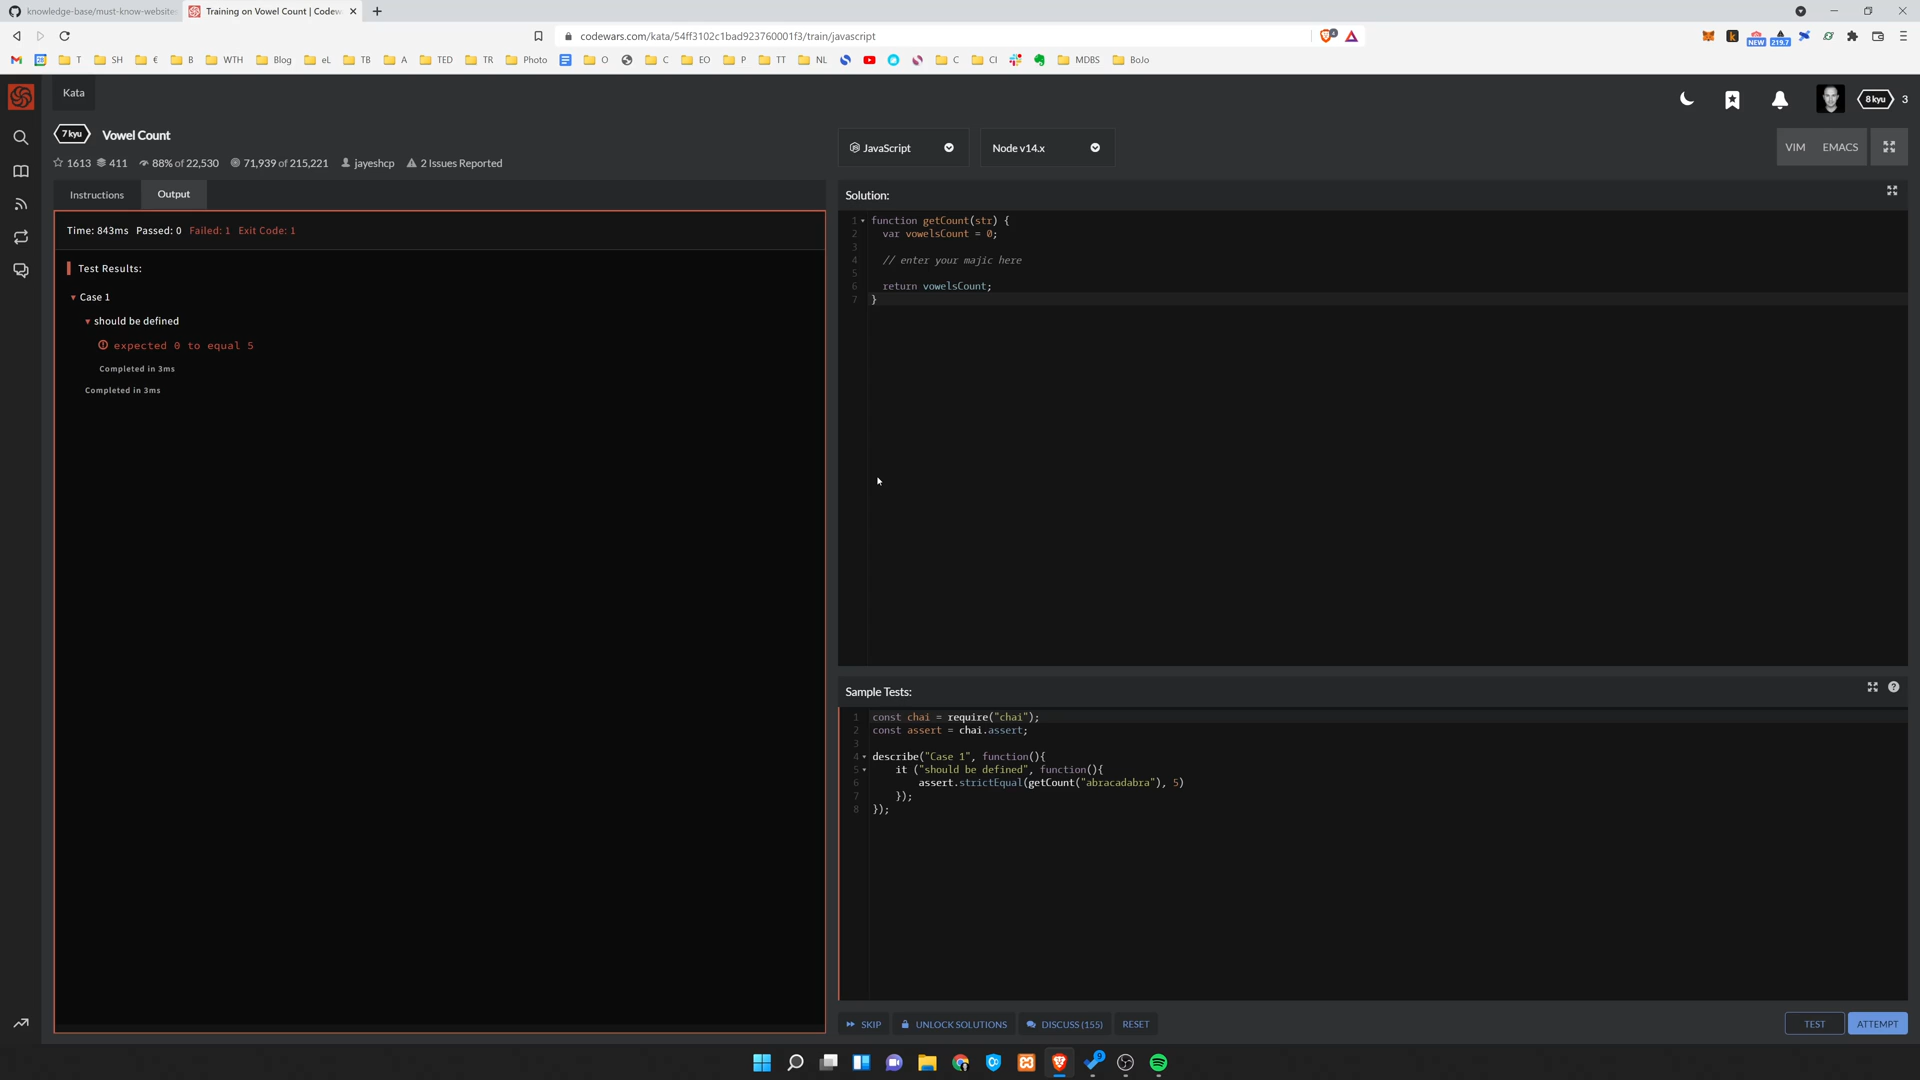 knowledge-base/must-know-website
Training on Vowel Count | Codew
codewars.com/kata/54ff3102c1bad923760001f3/train/javascript
4
NEW
219.7
T
SH
€
B
WTH
Blog
eL
TB
A
TED
TR
Photo
O
C
EO
P
TT
NL
C
CI
MDBS
BoJo
Kata
8 kyu
3
7 kyu
Vowel Count
1613
411
88% of 22,530
71,939 of 215,221
jayeshcp
2 Issues Reported
JavaScript
Node v14.x
VIM
EMACS
Instructions
Output
Time: 843ms Passed: 0 Failed: 1 Exit Code: 1
Test Results:
Case 1
should be defined
expected 0 to equal 5
Completed in 3ms
Completed in 3ms
Solution:
1 function getCount(str) {
2 var vowelsCount = 0;
3
4 // enter your majic here
5
6 return vowelsCount;
7 }
Sample Tests:
1 const chai = require("chai");
2 const assert = chai.assert;
3
4 describe("Case 1", function(){
5 it ("should be defined", function(){
6 assert.strictEqual(getCount("abracadabra"), 5)
7 });
8 });
SKIP
UNLOCK SOLUTIONS
DISCUSS (155)
RESET
TEST
ATTEMPT
9